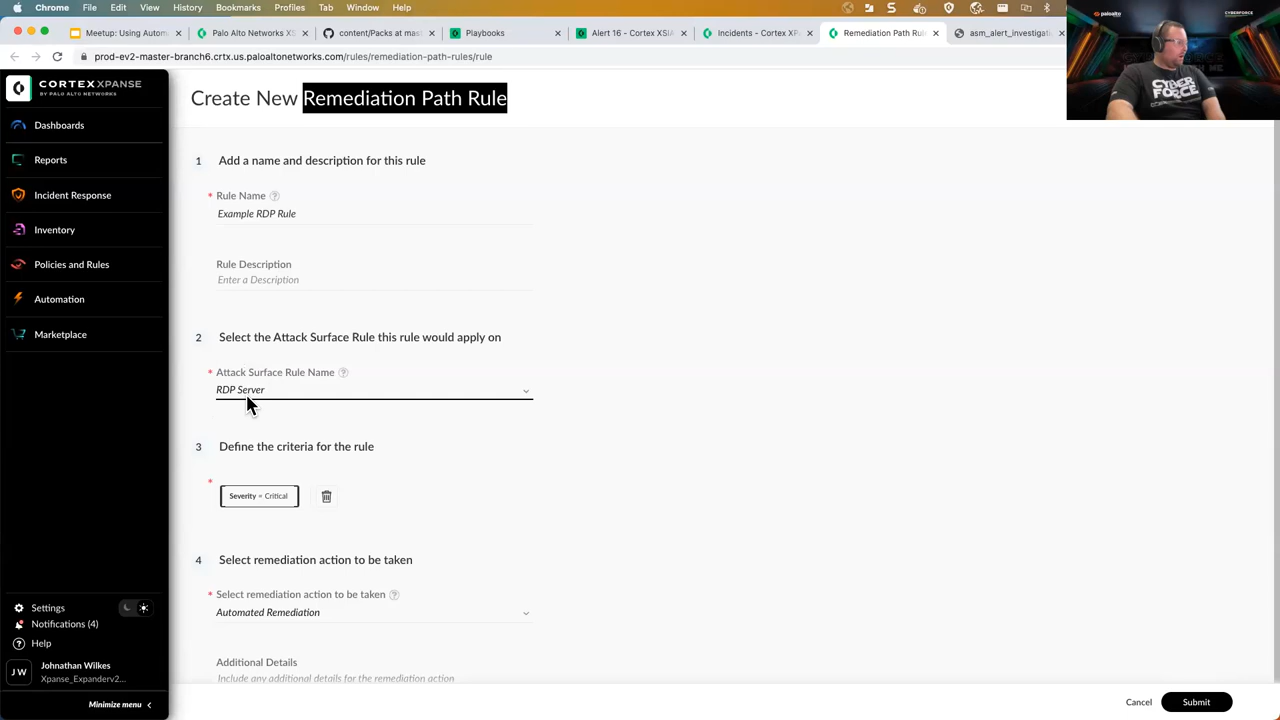 Chrome File Edit View History Bookmarks Profiles Tab Window Help
Meetup: Using Autom
Palo Alto Networks XS
content/Packs at mas
Playbooks
Alert 16 - Cortex XSIA
Incidents - Cortex XP
Remediation Path Rul
asm_alert_investigat
prod-ev2-master-branch6.crtx.us.paloaltonetworks.com/rules/remediation-path-rules/rule
paloalto
CYBERFORCE
CYBER
FORCE
CORTEX XPANSE
BY PALO ALTO NETWORKS
Dashboards
Reports
Incident Response
Inventory
Policies and Rules
Automation
Marketplace
Settings
Notifications (4)
Help
JW
Johnathan Wilkes
Xpanse_Expanderv2...
Minimize menu
Create New Remediation Path Rule
1 Add a name and description for this rule
* Rule Name ?
Example RDP Rule
Rule Description
Enter a Description
2 Select the Attack Surface Rule this rule would apply on
* Attack Surface Rule Name ?
RDP Server
3 Define the criteria for the rule
*
Severity = Critical
4 Select remediation action to be taken
* Select remediation action to be taken ?
Automated Remediation
Additional Details
Include any additional details for the remediation action
Cancel Submit